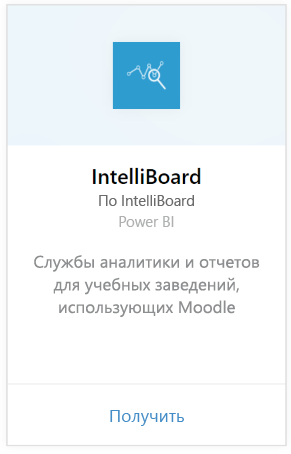 IntelliBoard
По IntelliBoard
Power BI
Службы аналитики и отчетов
для учебных заведений,
использующих Moodle
Получить